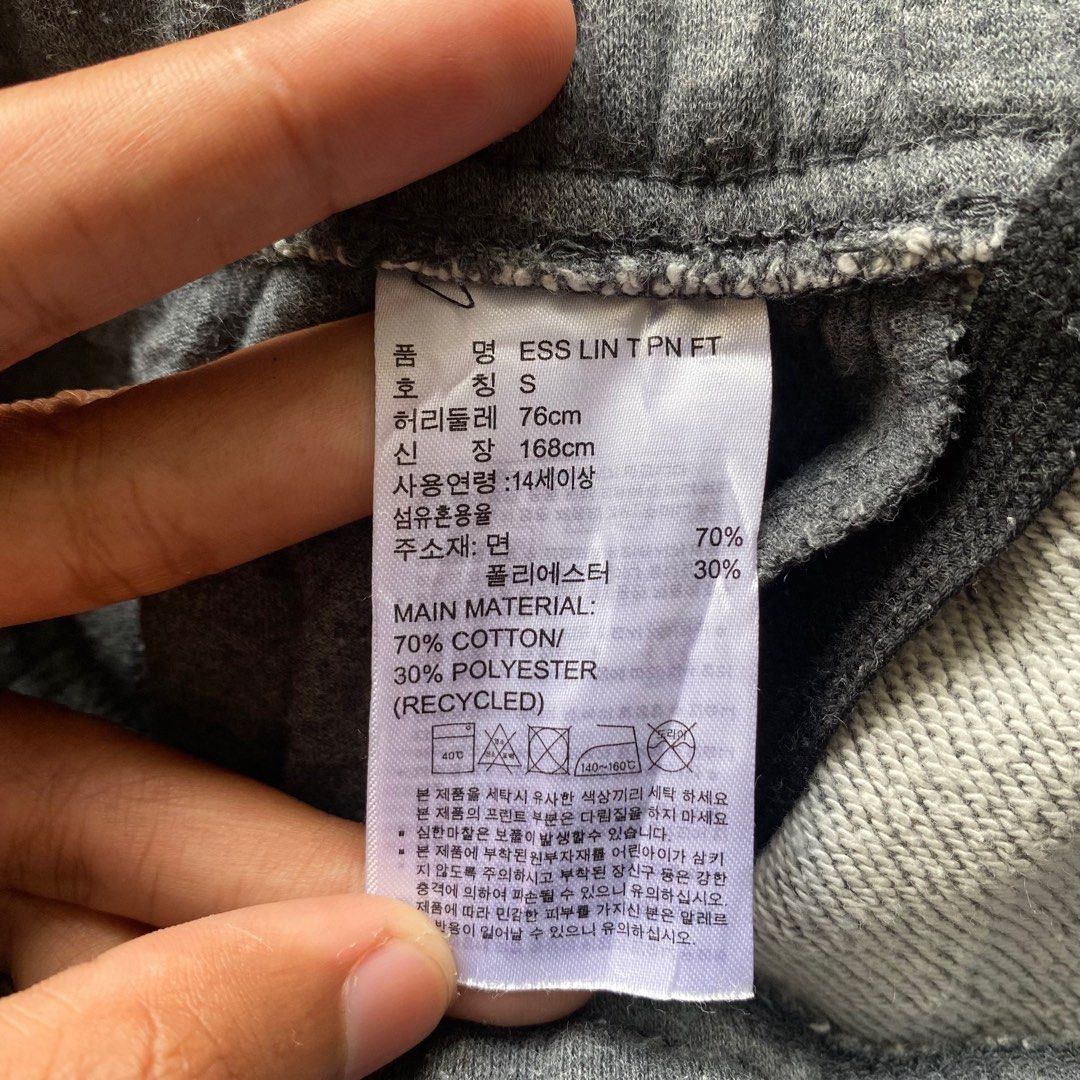 품 명 ESS LIN T PN FT
호 칭 S
허리둘레 76cm
신 장 168cm
사용연령 :14세이상
섬유혼용율
주소재: 면 70%
폴리에스터 30%
MAIN MATERIAL:
70% COTTON/
30% POLYESTER
(RECYCLED)
40℃ 140~160℃ 드라이
본 제품을 세탁시 유사한 색상끼리 세탁 하세요
본 제품의 프린트 부분은 다림질을 하지 마세요
▪ 심한마찰은 보풀이 발생할수 있습니다.
▪ 본 제품에 부착된원부자재를 어린아이가 삼키
지 않도록 주의하시고 부착된 장신구 등은 강한
충격에 의하여 파손될 수 있으니 유의하십시오.
제품에 따라 민감한 피부를 가지신 분은 알레르
반응이 일어날 수 있으니 유의하십시오.